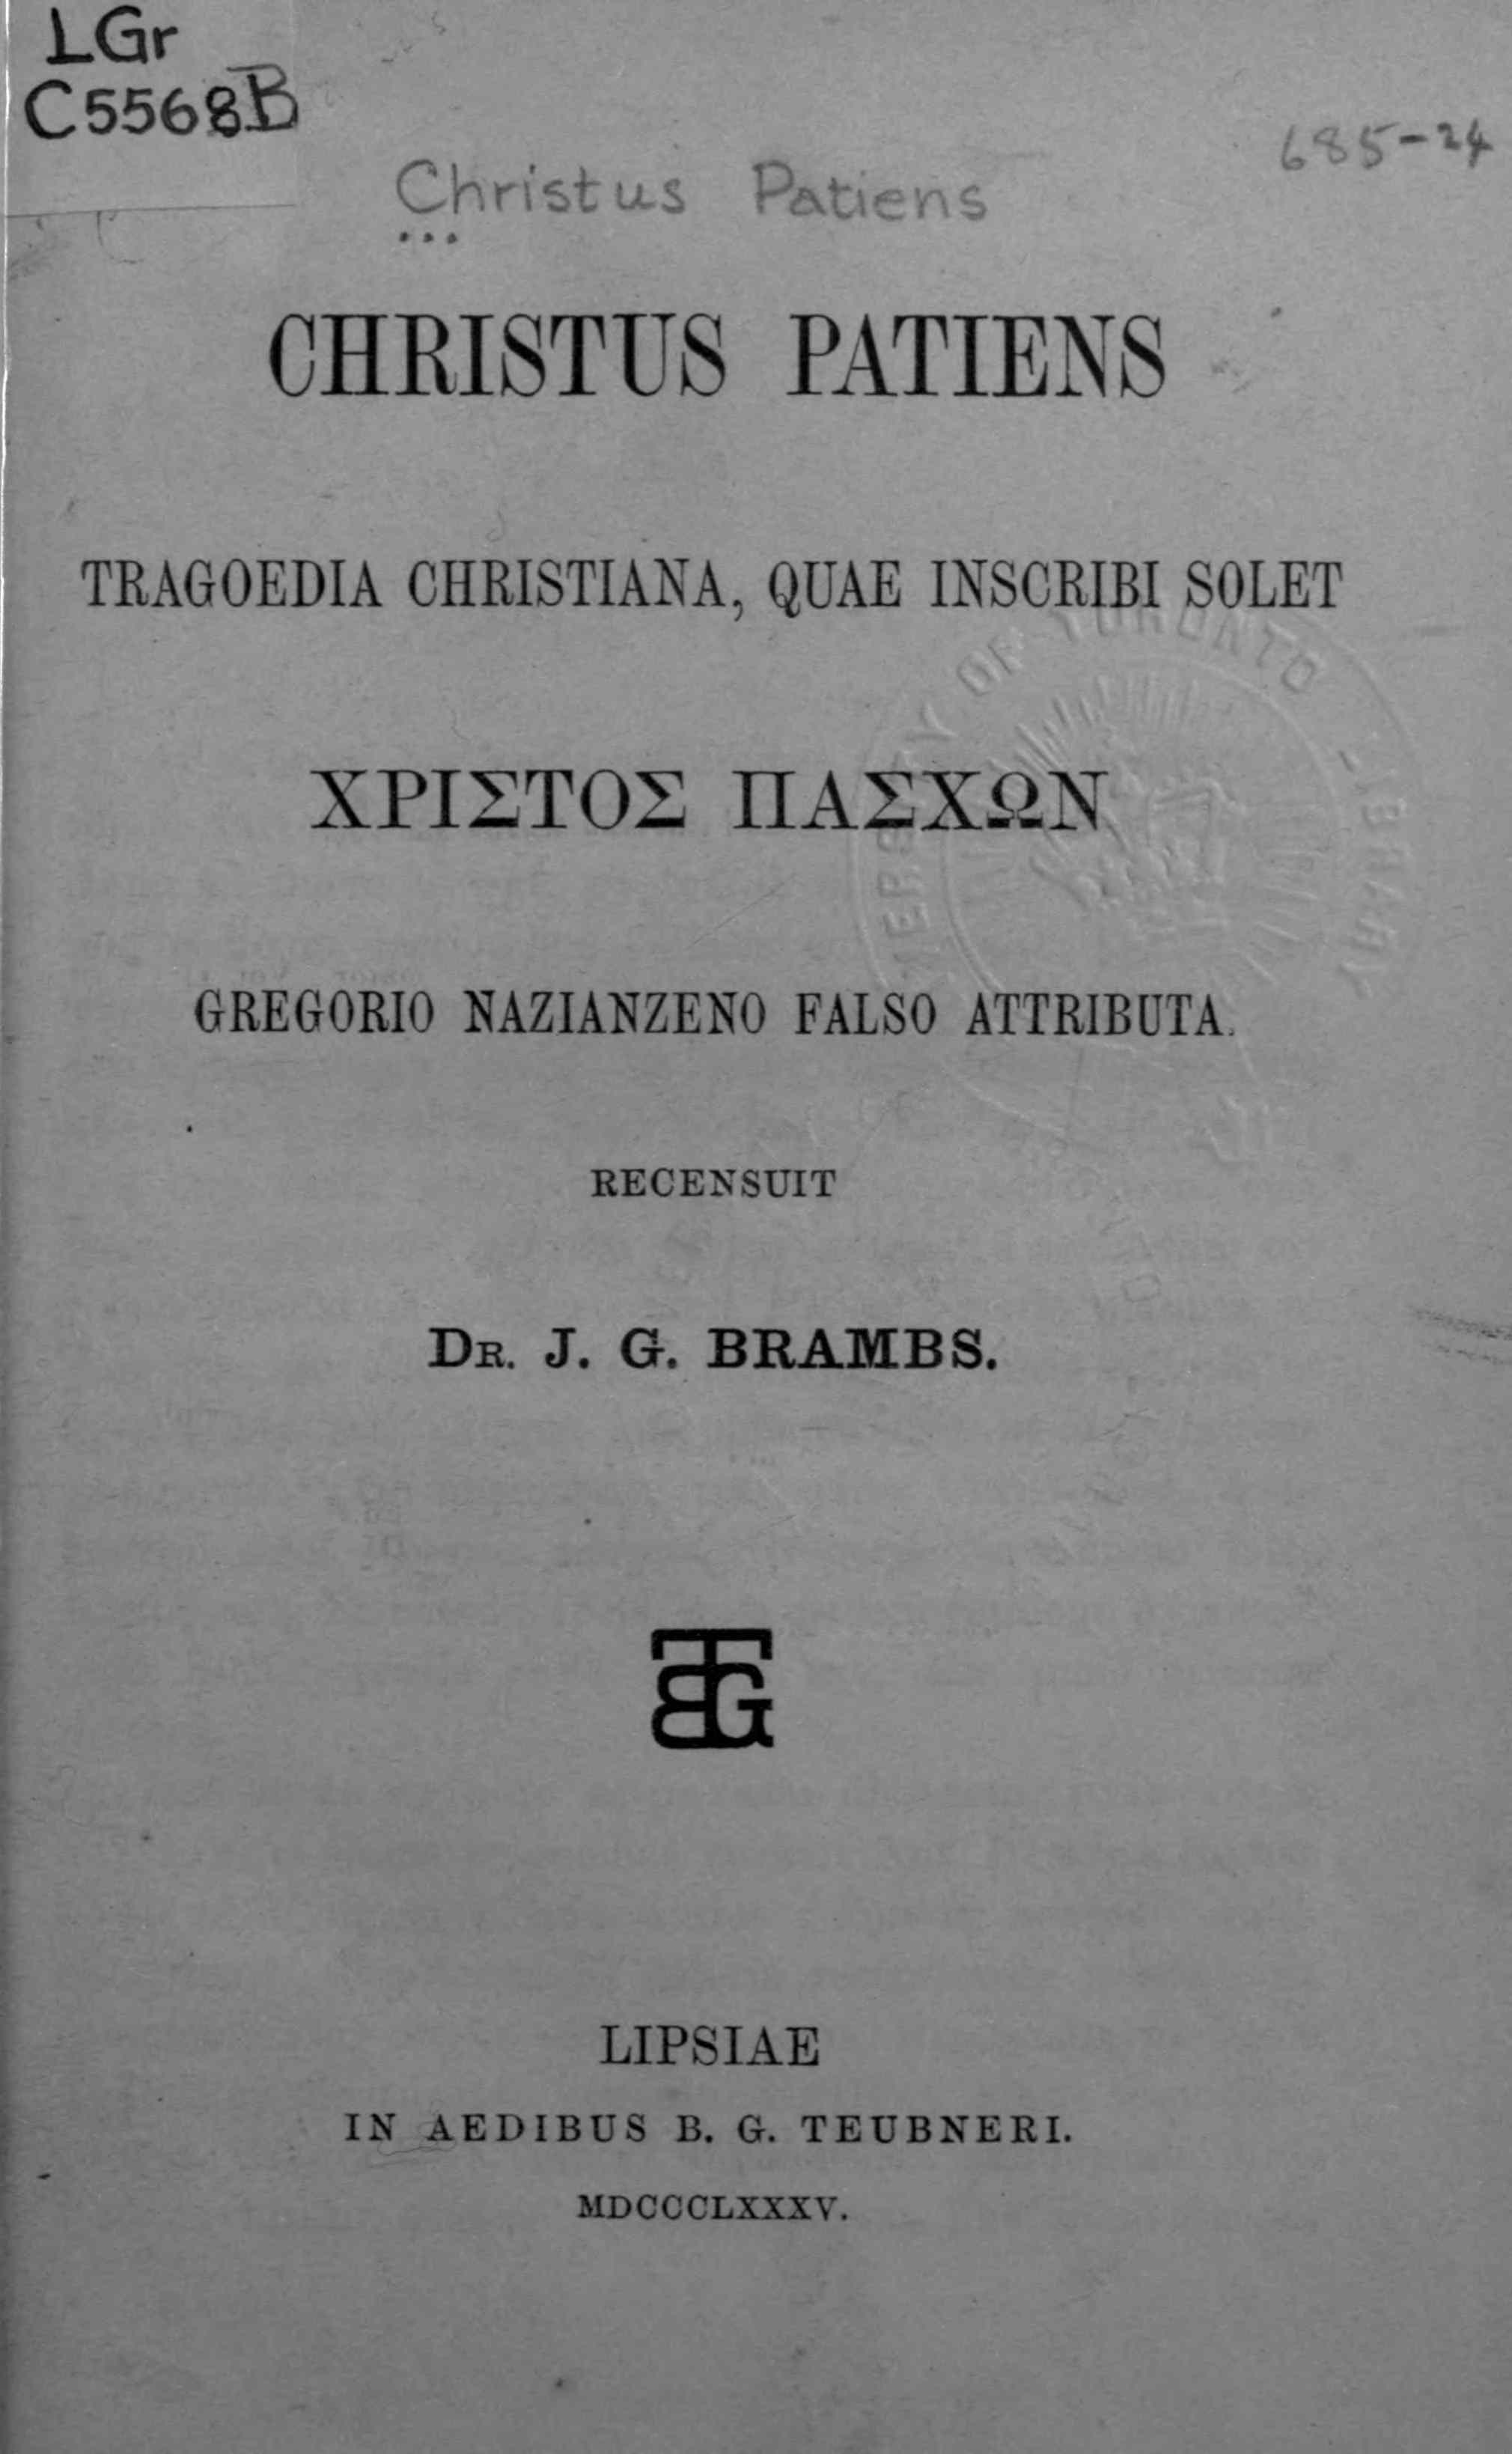 LGr
C5568B
685-24
Christus Patiens
CHRISTUS PATIENS
TRAGOEDIA CHRISTIANA, QUAE INSCRIBI SOLET
ΧΡΙΣΤΟΣ ΠΑΣΧΩΝ
GREGORIO NAZIANZENO FALSO ATTRIBUTA.
RECENSUIT
DR. J. G. BRAMBS.
BTG
LIPSIAE
IN AEDIBUS B. G. TEUBNERI.
MDCCCLXXXV.